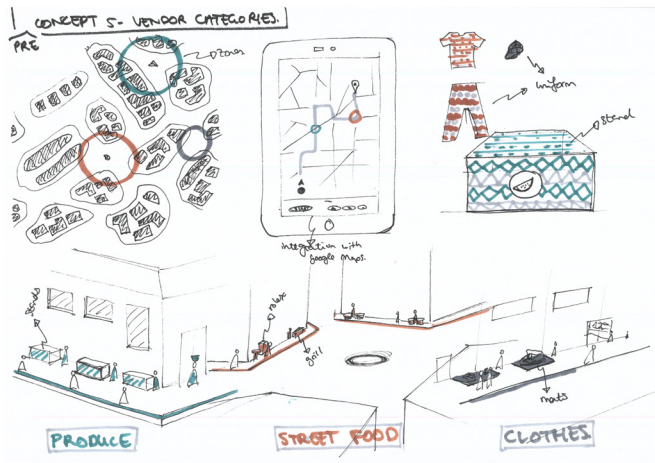 CONCEPT 5- VENDOR CATEGORIES.
PRE
zones
uniform
stand
integration with
google maps.
stands
rolex
grill
mats
PRODUCE
STREET FOOD
CLOTHES